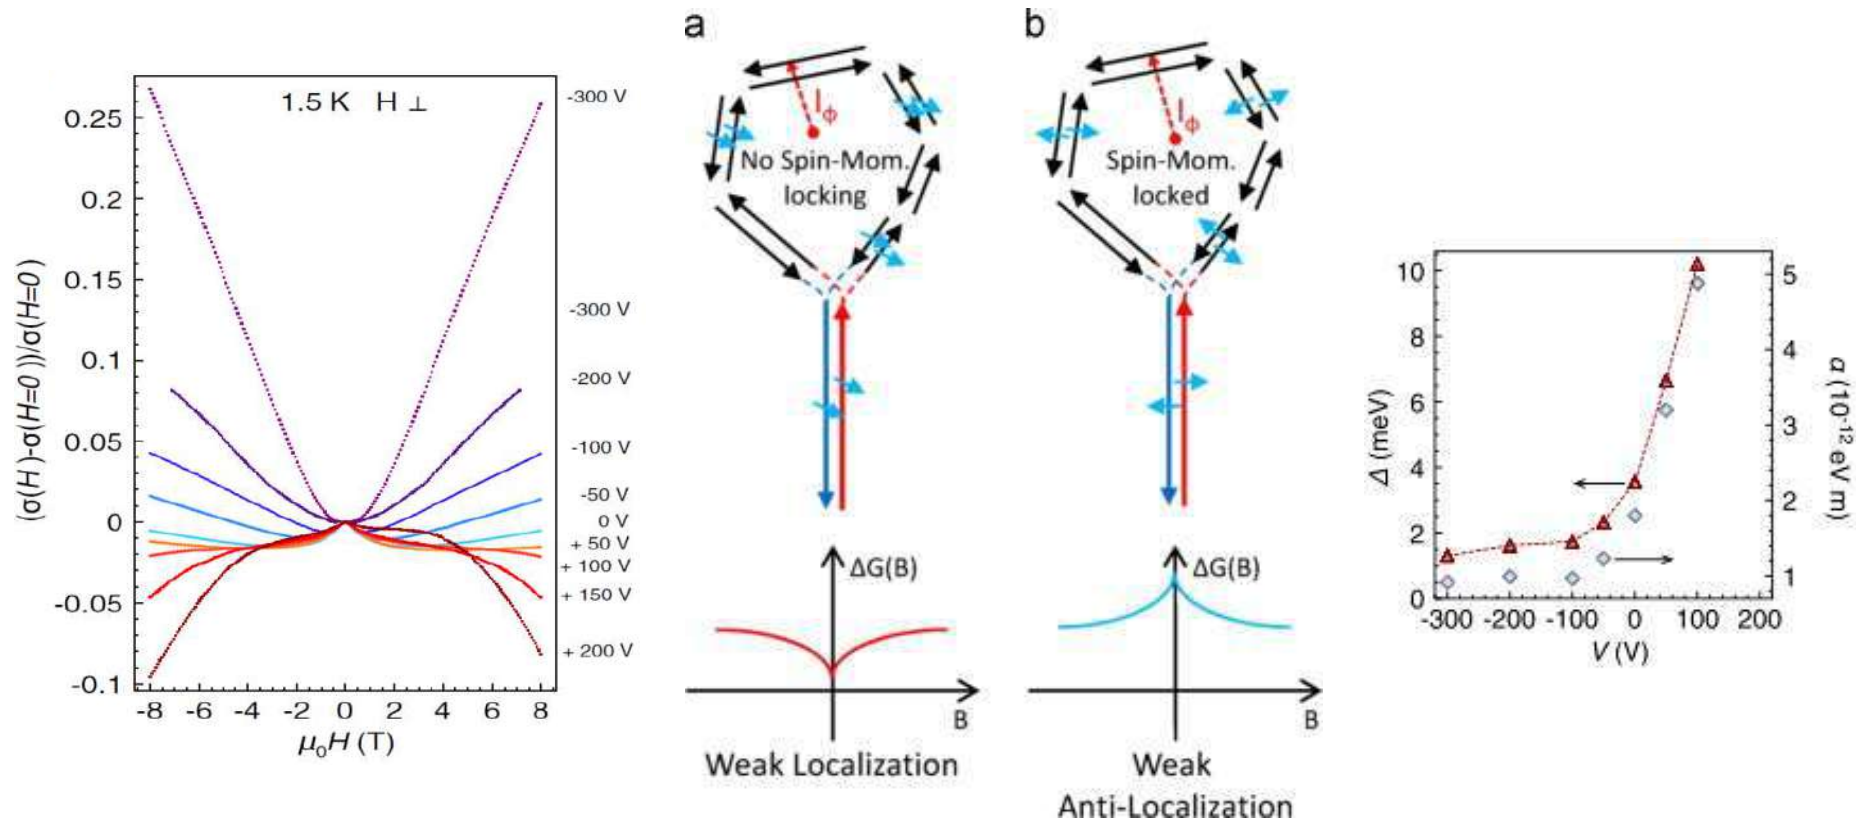 1.5 K H ⊥
(σ(H)-σ(H=0))/σ(H=0)
0.25
0.2
0.15
0.1
0.05
0
-0.05
-0.1
-8 -6 -4 -2 0 2 4 6 8
μ₀H (T)
-300 V
-300 V
-200 V
-100 V
-50 V
0 V
+ 50 V
+ 100 V
+ 150 V
+ 200 V
a
lϕ
No Spin-Mom.
locking
ΔG(B)
B
Weak Localization
b
lϕ
Spin-Mom.
locked
ΔG(B)
B
Weak
Anti-Localization
Δ (meV)
10
8
6
4
2
0
-300 -200 -100 0 100 200
V (V)
5
4
3
2
1
α (10⁻¹² eV m)